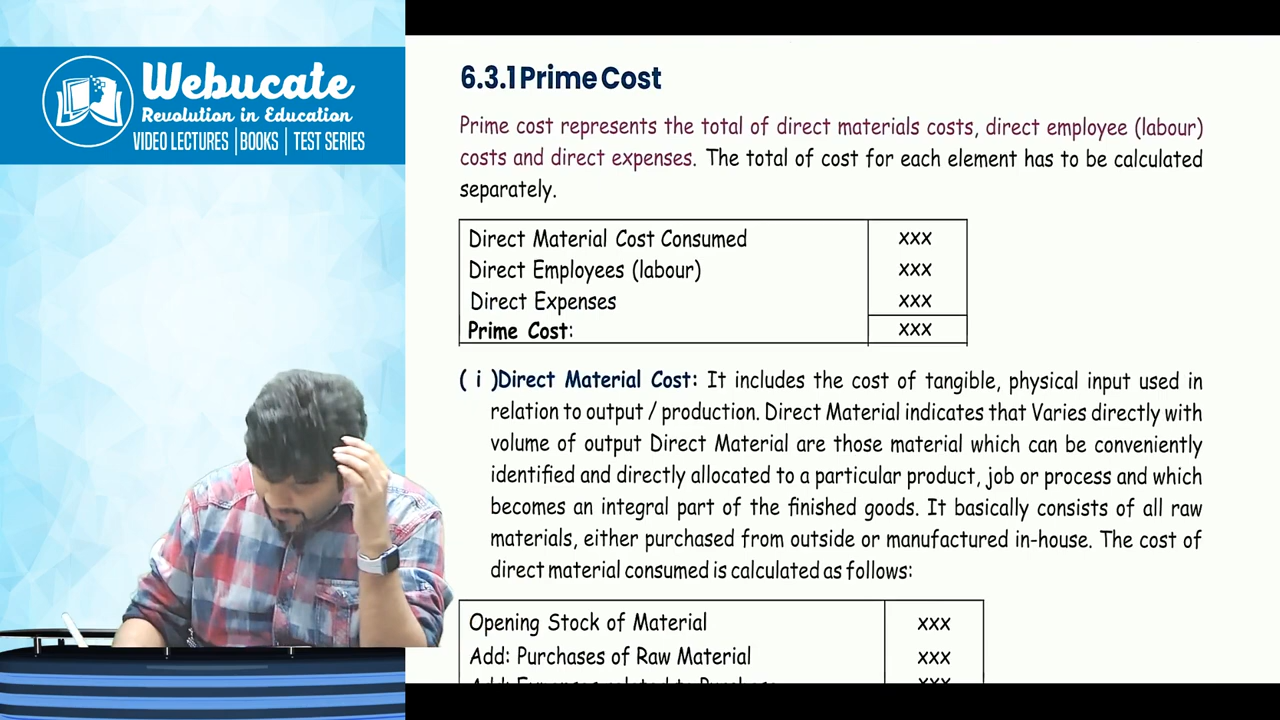 Webucate
Revolution in Education
VIDEO LECTURES | BOOKS | TEST SERIES
6.3.1 Prime Cost
Prime cost represents the total of direct materials costs, direct employee (labour)
costs and direct expenses. The total of cost for each element has to be calculated
separately.
Direct Material Cost Consumed xxx
Direct Employees (labour) xxx
Direct Expenses xxx
Prime Cost: xxx
( i )Direct Material Cost: It includes the cost of tangible, physical input used in
relation to output / production. Direct Material indicates that Varies directly with
volume of output Direct Material are those material which can be conveniently
identified and directly allocated to a particular product, job or process and which
becomes an integral part of the finished goods. It basically consists of all raw
materials, either purchased from outside or manufactured in-house. The cost of
direct material consumed is calculated as follows:
Opening Stock of Material xxx
Add: Purchases of Raw Material xxx
Add: Expenses related to Purchase xxx